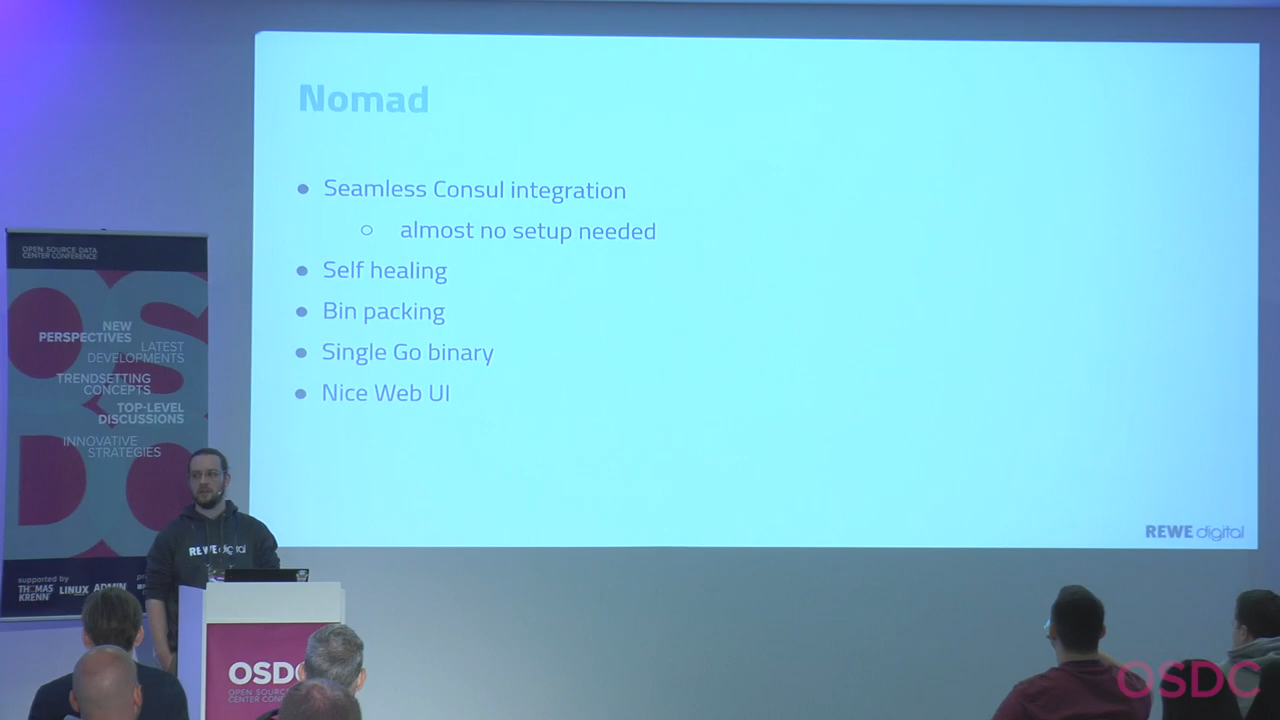 Nomad
Seamless Consul integration
almost no setup needed
Self healing
Bin packing
Single Go binary
Nice Web UI
REWE digital
OPEN SOURCE DATA
CENTER CONFERENCE
NEW
PERSPECTIVES
LATEST
DEVELOPMENTS
TRENDSETTING
CONCEPTS
TOP-LEVEL
DISCUSSIONS
INNOVATIVE
STRATEGIES
supported by
THOMAS
KRENN
LINUX
ADMIN
REWE digital
OSDC
OPEN SOURCE
CENTER
OSDC